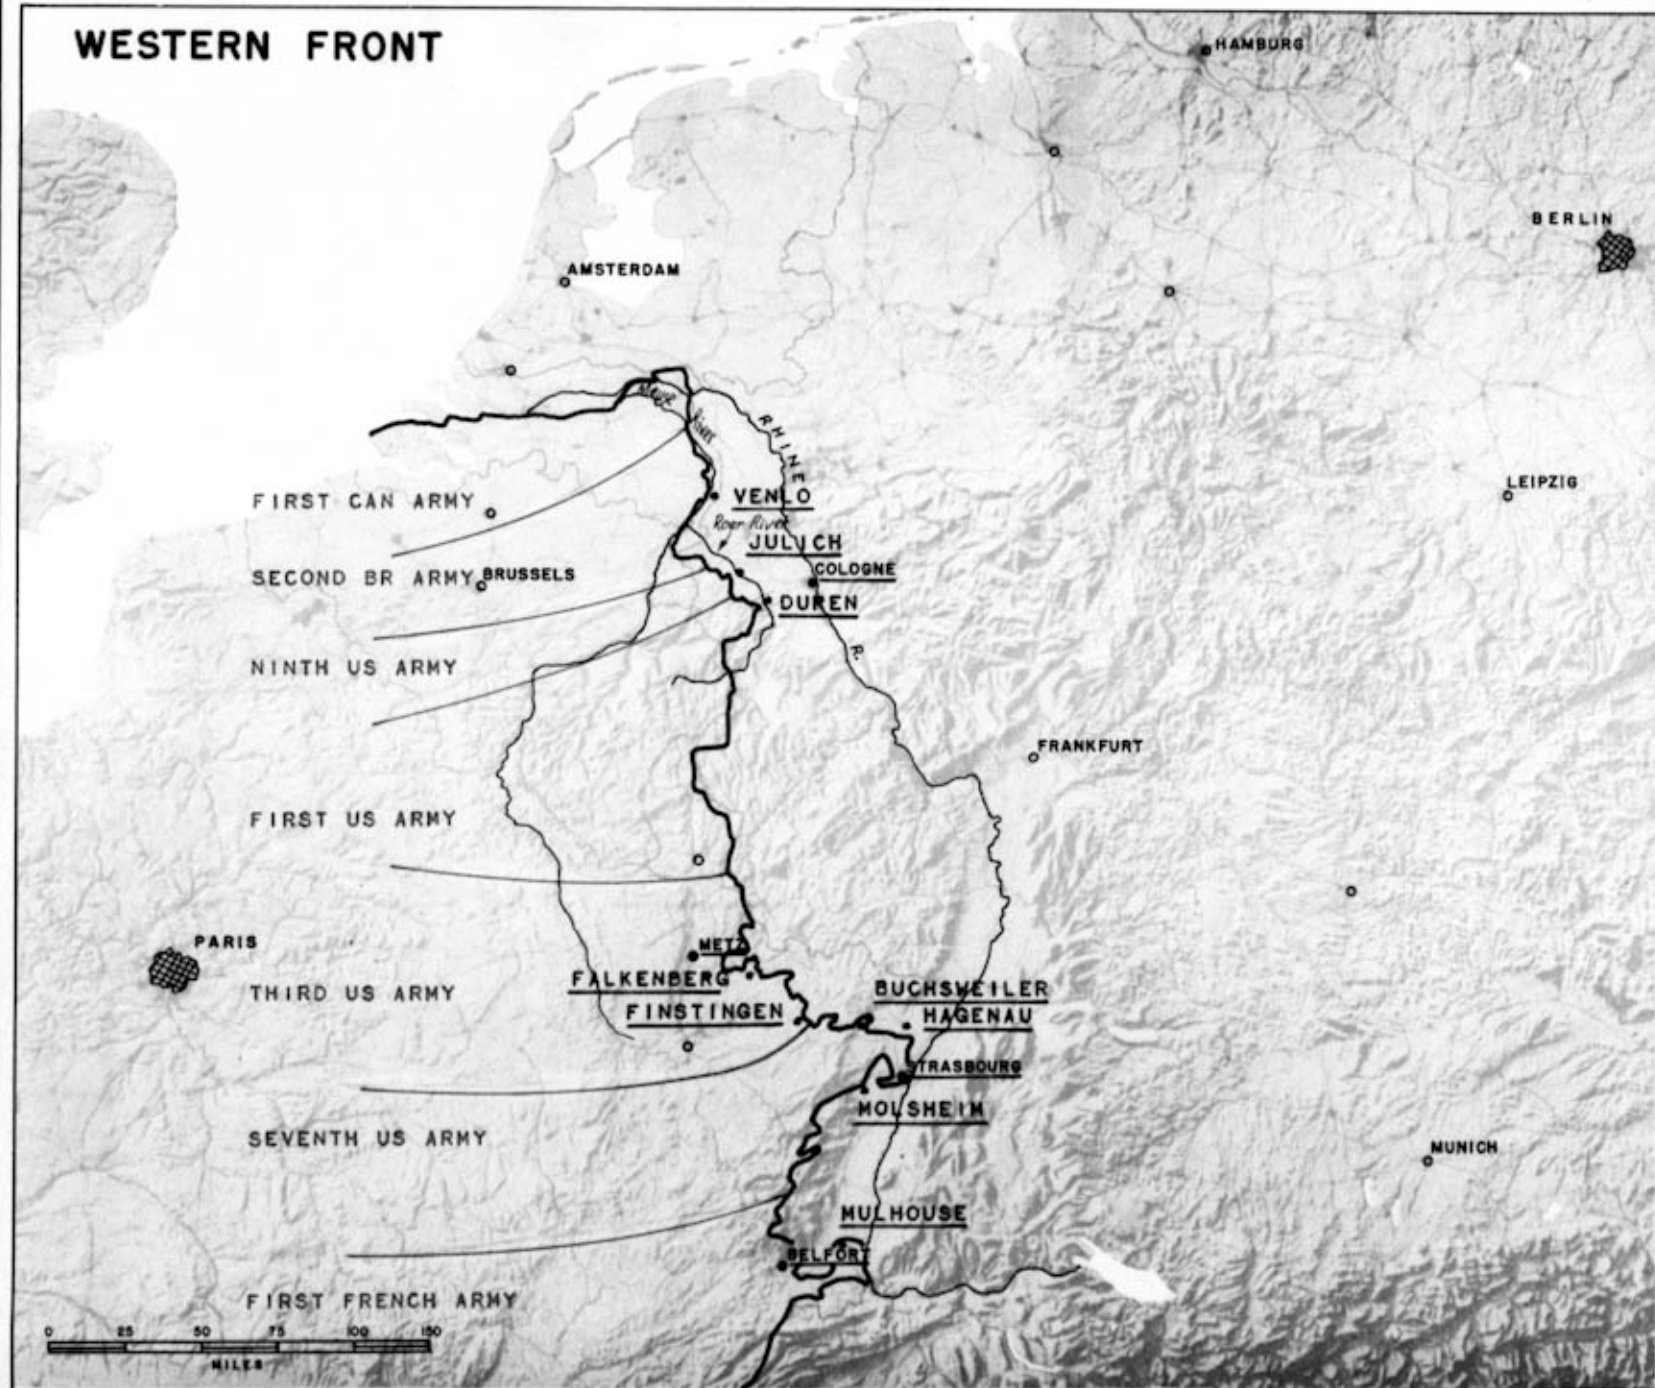 WESTERN FRONT
HAMBURG
BERLIN
AMSTERDAM
Meuse
River
RHINE
LEIPZIG
FIRST CAN ARMY
VENLO
Roer River
JULICH
SECOND BR ARMY
BRUSSELS
COLOGNE
DUREN
NINTH US ARMY
R.
FRANKFURT
FIRST US ARMY
PARIS
METZ
THIRD US ARMY
FALKENBERG
BUCHSWEILER
FINSTINGEN
HAGENAU
STRASBOURG
MOLSHEIM
SEVENTH US ARMY
MUNICH
MULHOUSE
BELFORT
FIRST FRENCH ARMY
0 25 50 75 100 150
MILES